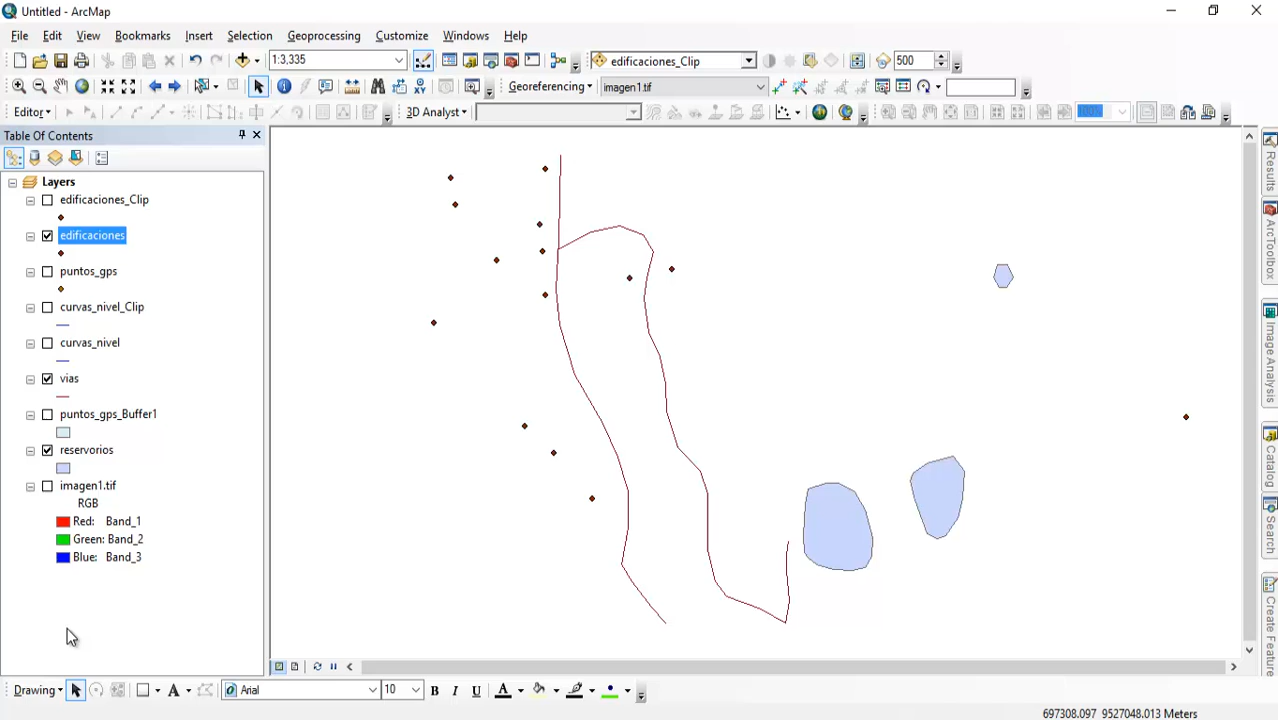 Untitled - ArcMap
File Edit View Bookmarks Insert Selection Geoprocessing Customize Windows Help
1:3,335 edificaciones_Clip 500
Georeferencing imagen1.tif
Editor 3D Analyst 100%
Table Of Contents
Layers
edificaciones_Clip
edificaciones
puntos_gps
curvas_nivel_Clip
curvas_nivel
vias
puntos_gps_Buffer1
reservorios
imagen1.tif
RGB
Red: Band_1
Green: Band_2
Blue: Band_3
Results
ArcToolbox
Image Analysis
Catalog
Search
Create Feature
Drawing A Arial 10 B I U A
697308.097 9527048.013 Meters